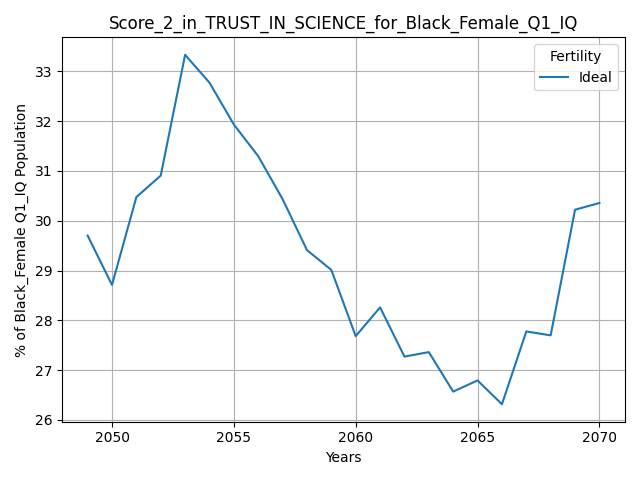 Score_2_in_TRUST_IN_SCIENCE_for_Black_Female_Q1_IQ
Fertility
Ideal
% of Black_Female Q1_IQ Population
33
32
31
30
29
28
27
26
2050
2055
2060
2065
2070
Years